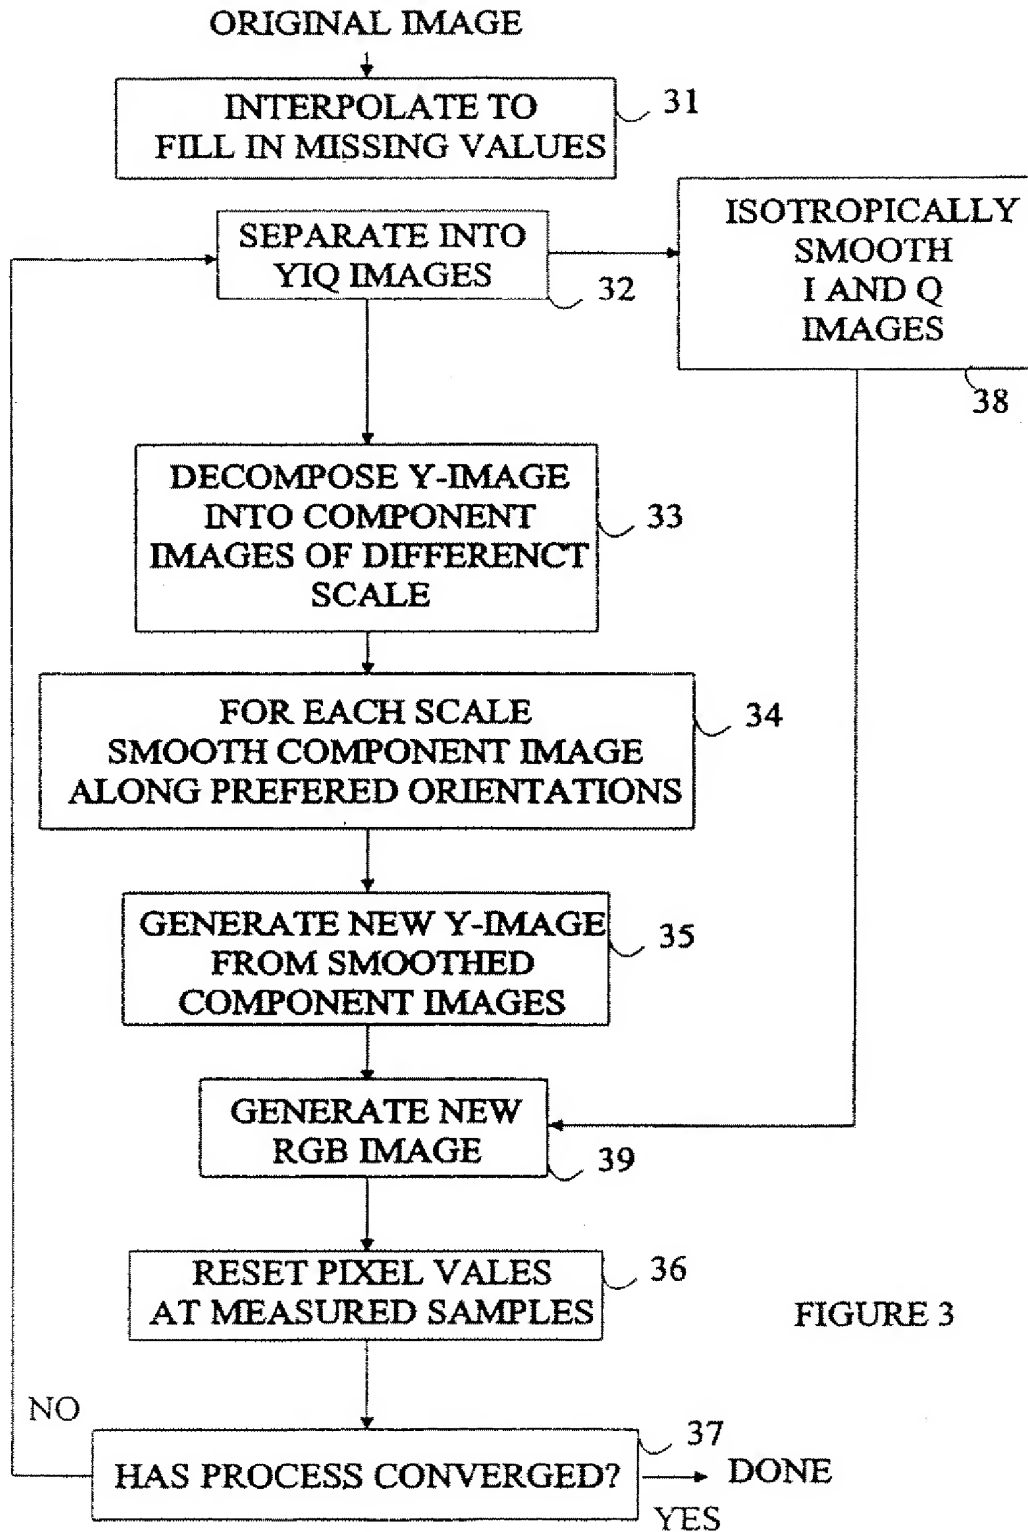 ORIGINAL IMAGE
INTERPOLATE TO
FILL IN MISSING VALUES
31
SEPARATE INTO
YIQ IMAGES
32
ISOTROPICALLY
SMOOTH
I AND Q
IMAGES
38
DECOMPOSE Y-IMAGE
INTO COMPONENT
IMAGES OF DIFFERENCT
SCALE
33
FOR EACH SCALE
SMOOTH COMPONENT IMAGE
ALONG PREFERED ORIENTATIONS
34
GENERATE NEW Y-IMAGE
FROM SMOOTHED
COMPONENT IMAGES
35
GENERATE NEW
RGB IMAGE
39
RESET PIXEL VALES
AT MEASURED SAMPLES
36
FIGURE 3
NO
HAS PROCESS CONVERGED?
37
DONE
YES